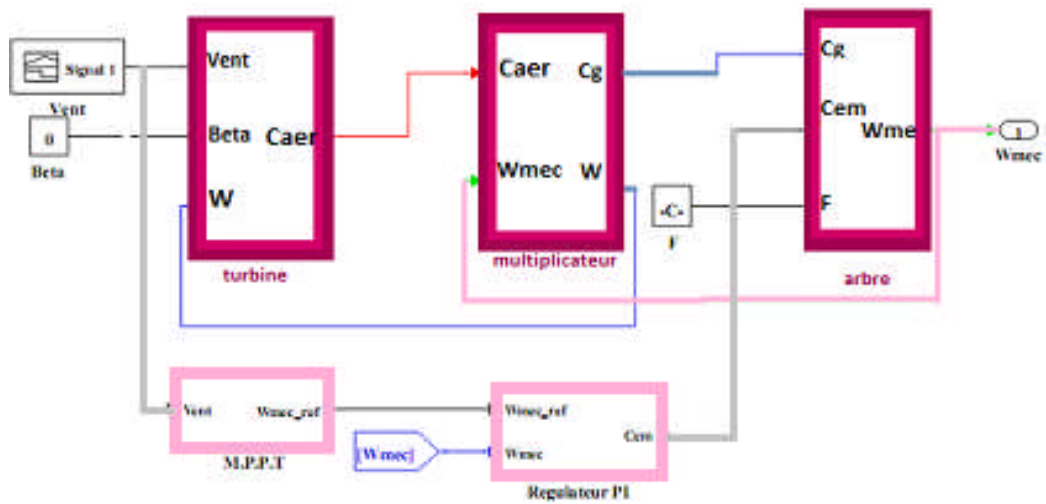 Signal 1
Vent
0
Beta
Vent
Beta
Caer
W
turbine
Caer
Cg
Wmec
W
multiplicateur
-C-
F
Cg
Cem
Wme
F
arbre
1
Wmec
Vent
Wmec_ref
M.P.P.T
[Wmec]
Wmec_ref
Wmec
Cem
Regulateur PI